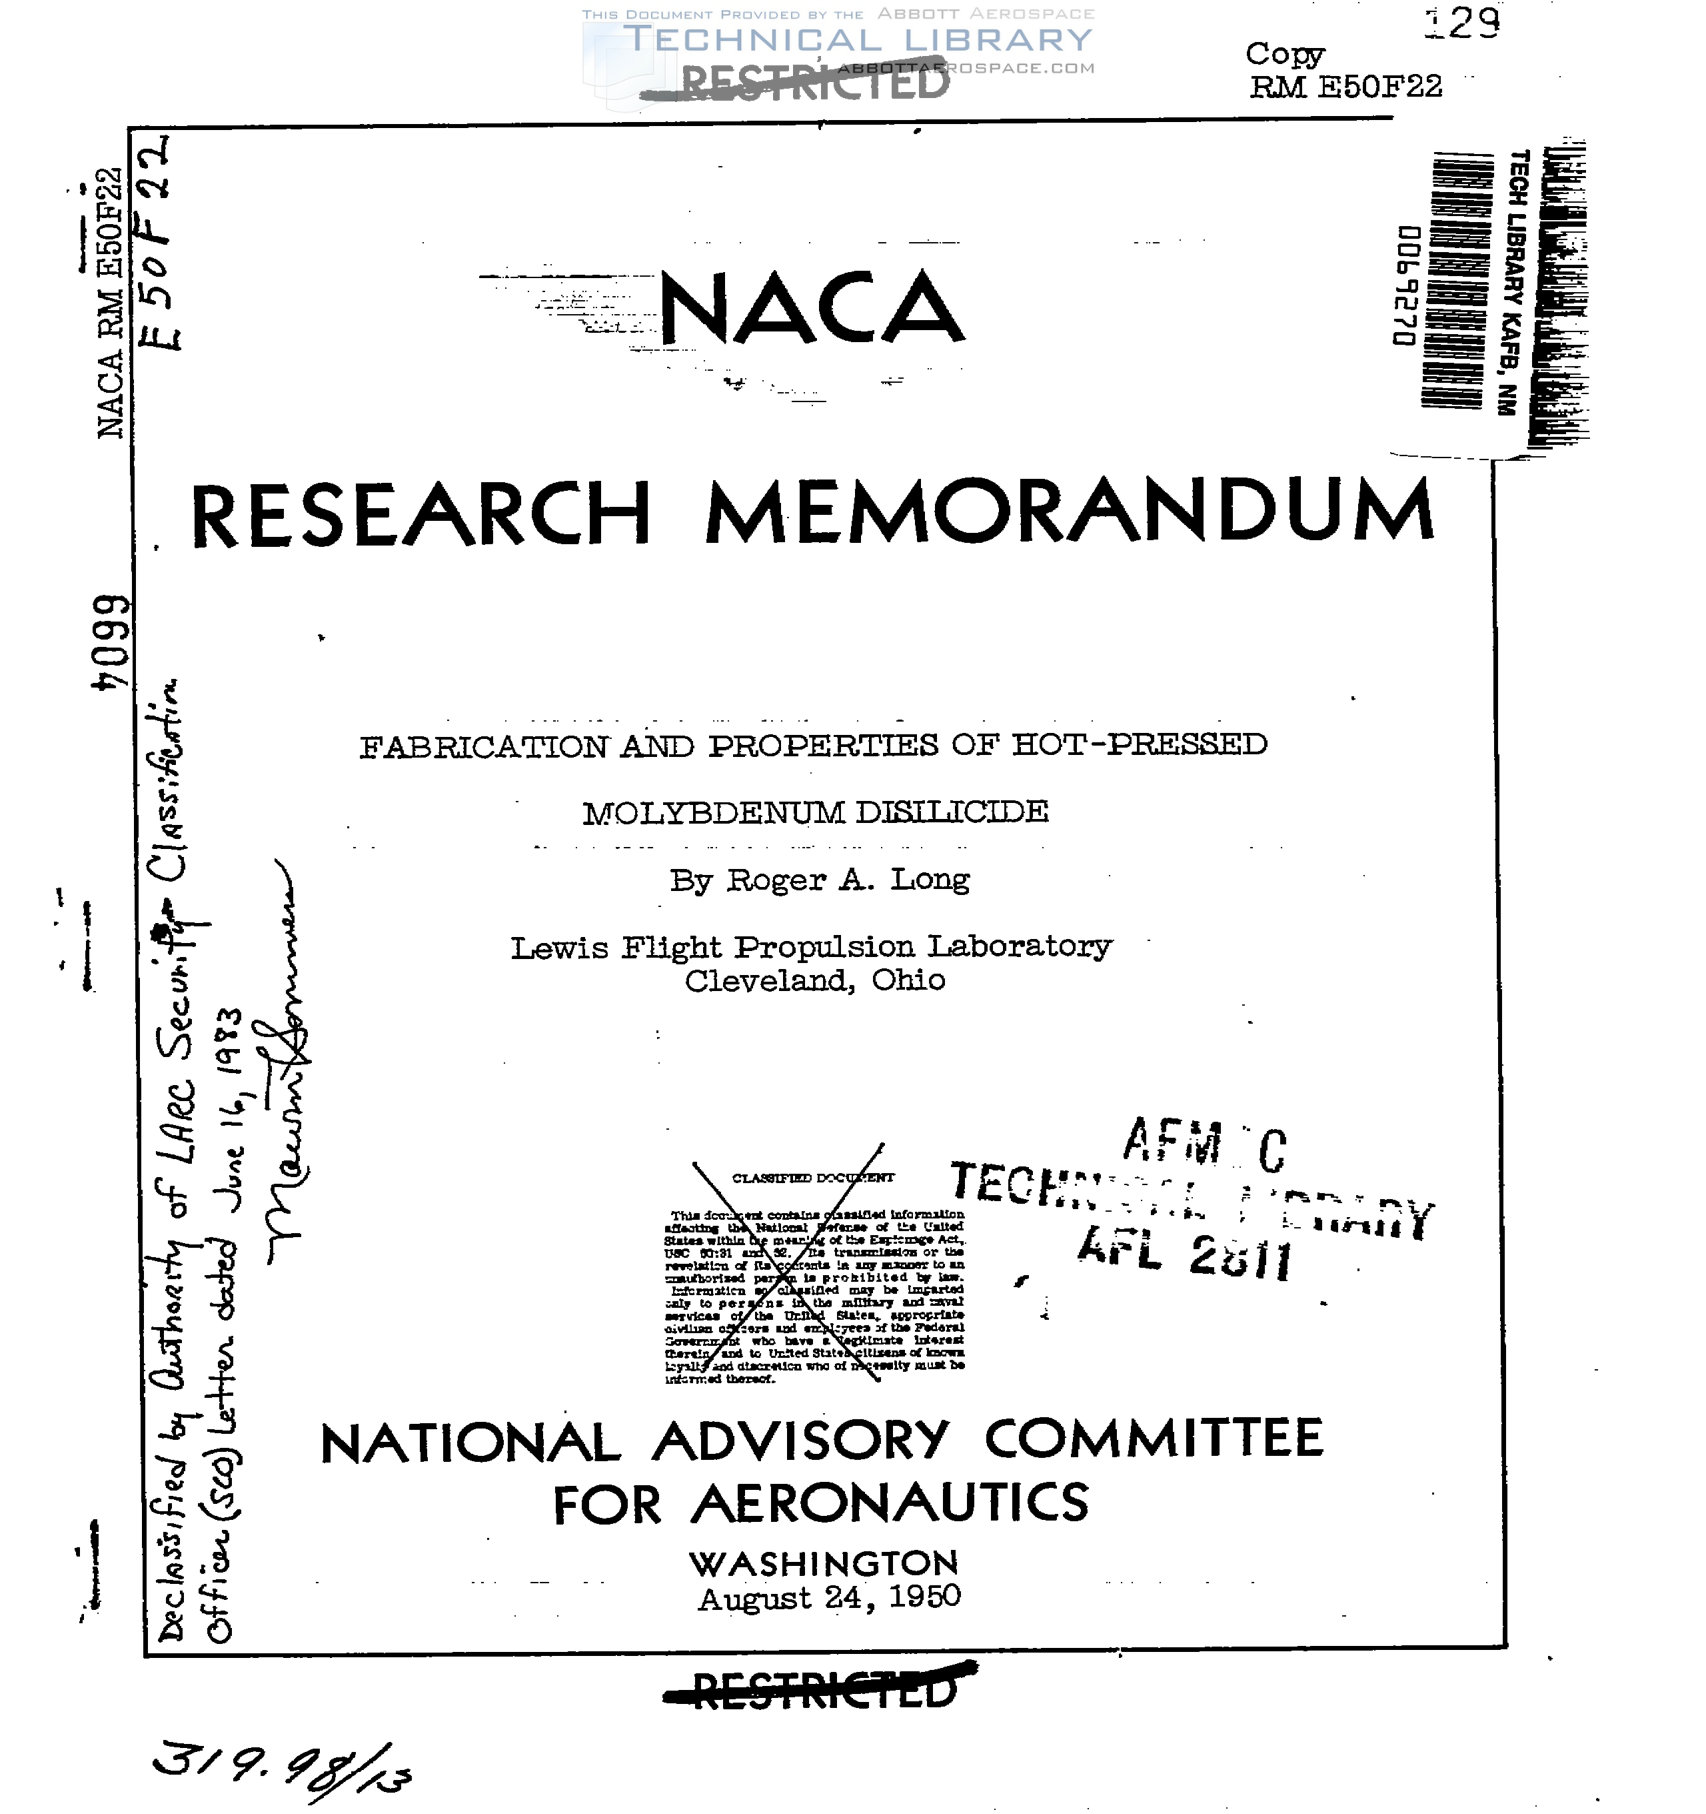 THIS DOCUMENT PROVIDED BY THE ABBOTT AEROSPACE
TECHNICAL LIBRARY
ABBOTTAEROSPACE.COM
RESTRICTED
129
Copy
RM E50F22
NACA RM E50F22
E50F22
TECH LIBRARY KAFB, NM
0069270
NACA
RESEARCH MEMORANDUM
6604
FABRICATION AND PROPERTIES OF HOT-PRESSED
MOLYBDENUM DISILICIDE
By Roger A. Long
Lewis Flight Propulsion Laboratory
Cleveland, Ohio
Declassified by Authority of LARC Security Classification
Officer (SCO) Letter dated June 16, 1983
AFM C
TECHNICAL LIBRARY
AFL 2811
CLASSIFIED DOCUMENT
This document contains classified information
affecting the National Defense of the United
States within the meaning of the Espionage Act,
USC 50:31 and 32. Its transmission or the
revelation of its contents in any manner to an
unauthorized person is prohibited by law.
Information so classified may be imparted
only to persons in the military and naval
services of the United States, appropriate
civilian officers and employees of the Federal
Government who have a legitimate interest
therein, and to United States citizens of known
loyalty and discretion who of necessity must be
informed thereof.
NATIONAL ADVISORY COMMITTEE
FOR AERONAUTICS
WASHINGTON
August 24, 1950
RESTRICTED
319.98/13